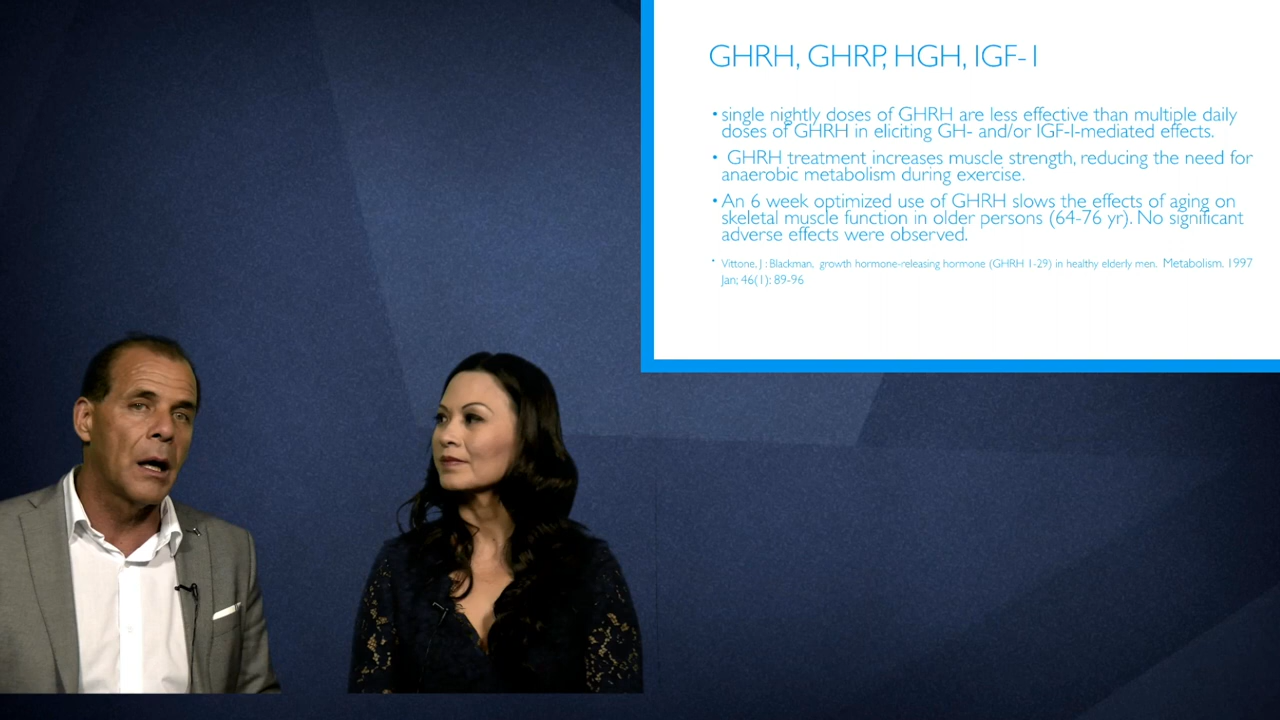 GHRH, GHRP, HGH, IGF-1
• single nightly doses of GHRH are less effective than multiple daily
doses of GHRH in eliciting GH- and/or IGF-I-mediated effects.
• GHRH treatment increases muscle strength, reducing the need for
anaerobic metabolism during exercise.
• An 6 week optimized use of GHRH slows the effects of aging on
skeletal muscle function in older persons (64-76 yr). No significant
adverse effects were observed.
• Vittone, J : Blackman, growth hormone-releasing hormone (GHRH 1-29) in healthy elderly men. Metabolism. 1997
Jan; 46(1): 89-96